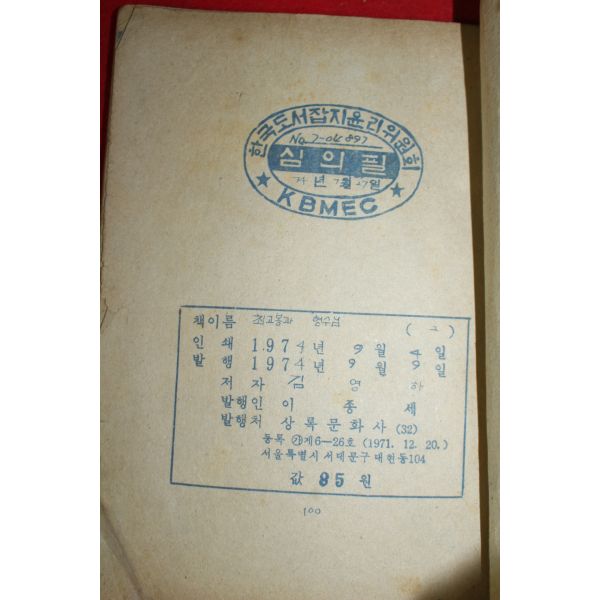 한국도서잡지윤리위원회
No. 7-04897
심의필
74년 7월 27일
KBMEC
책이름 최고봉과 형수님 (그)
인쇄 1974년 9월 4일
발행 1974년 9월 9일
저자 김영하
발행인 이종세
발행처 상록문화사 (32)
등록 ㉮제6-26호 (1971. 12. 20.)
서울특별시 서대문구 대현동104
값 85원
100